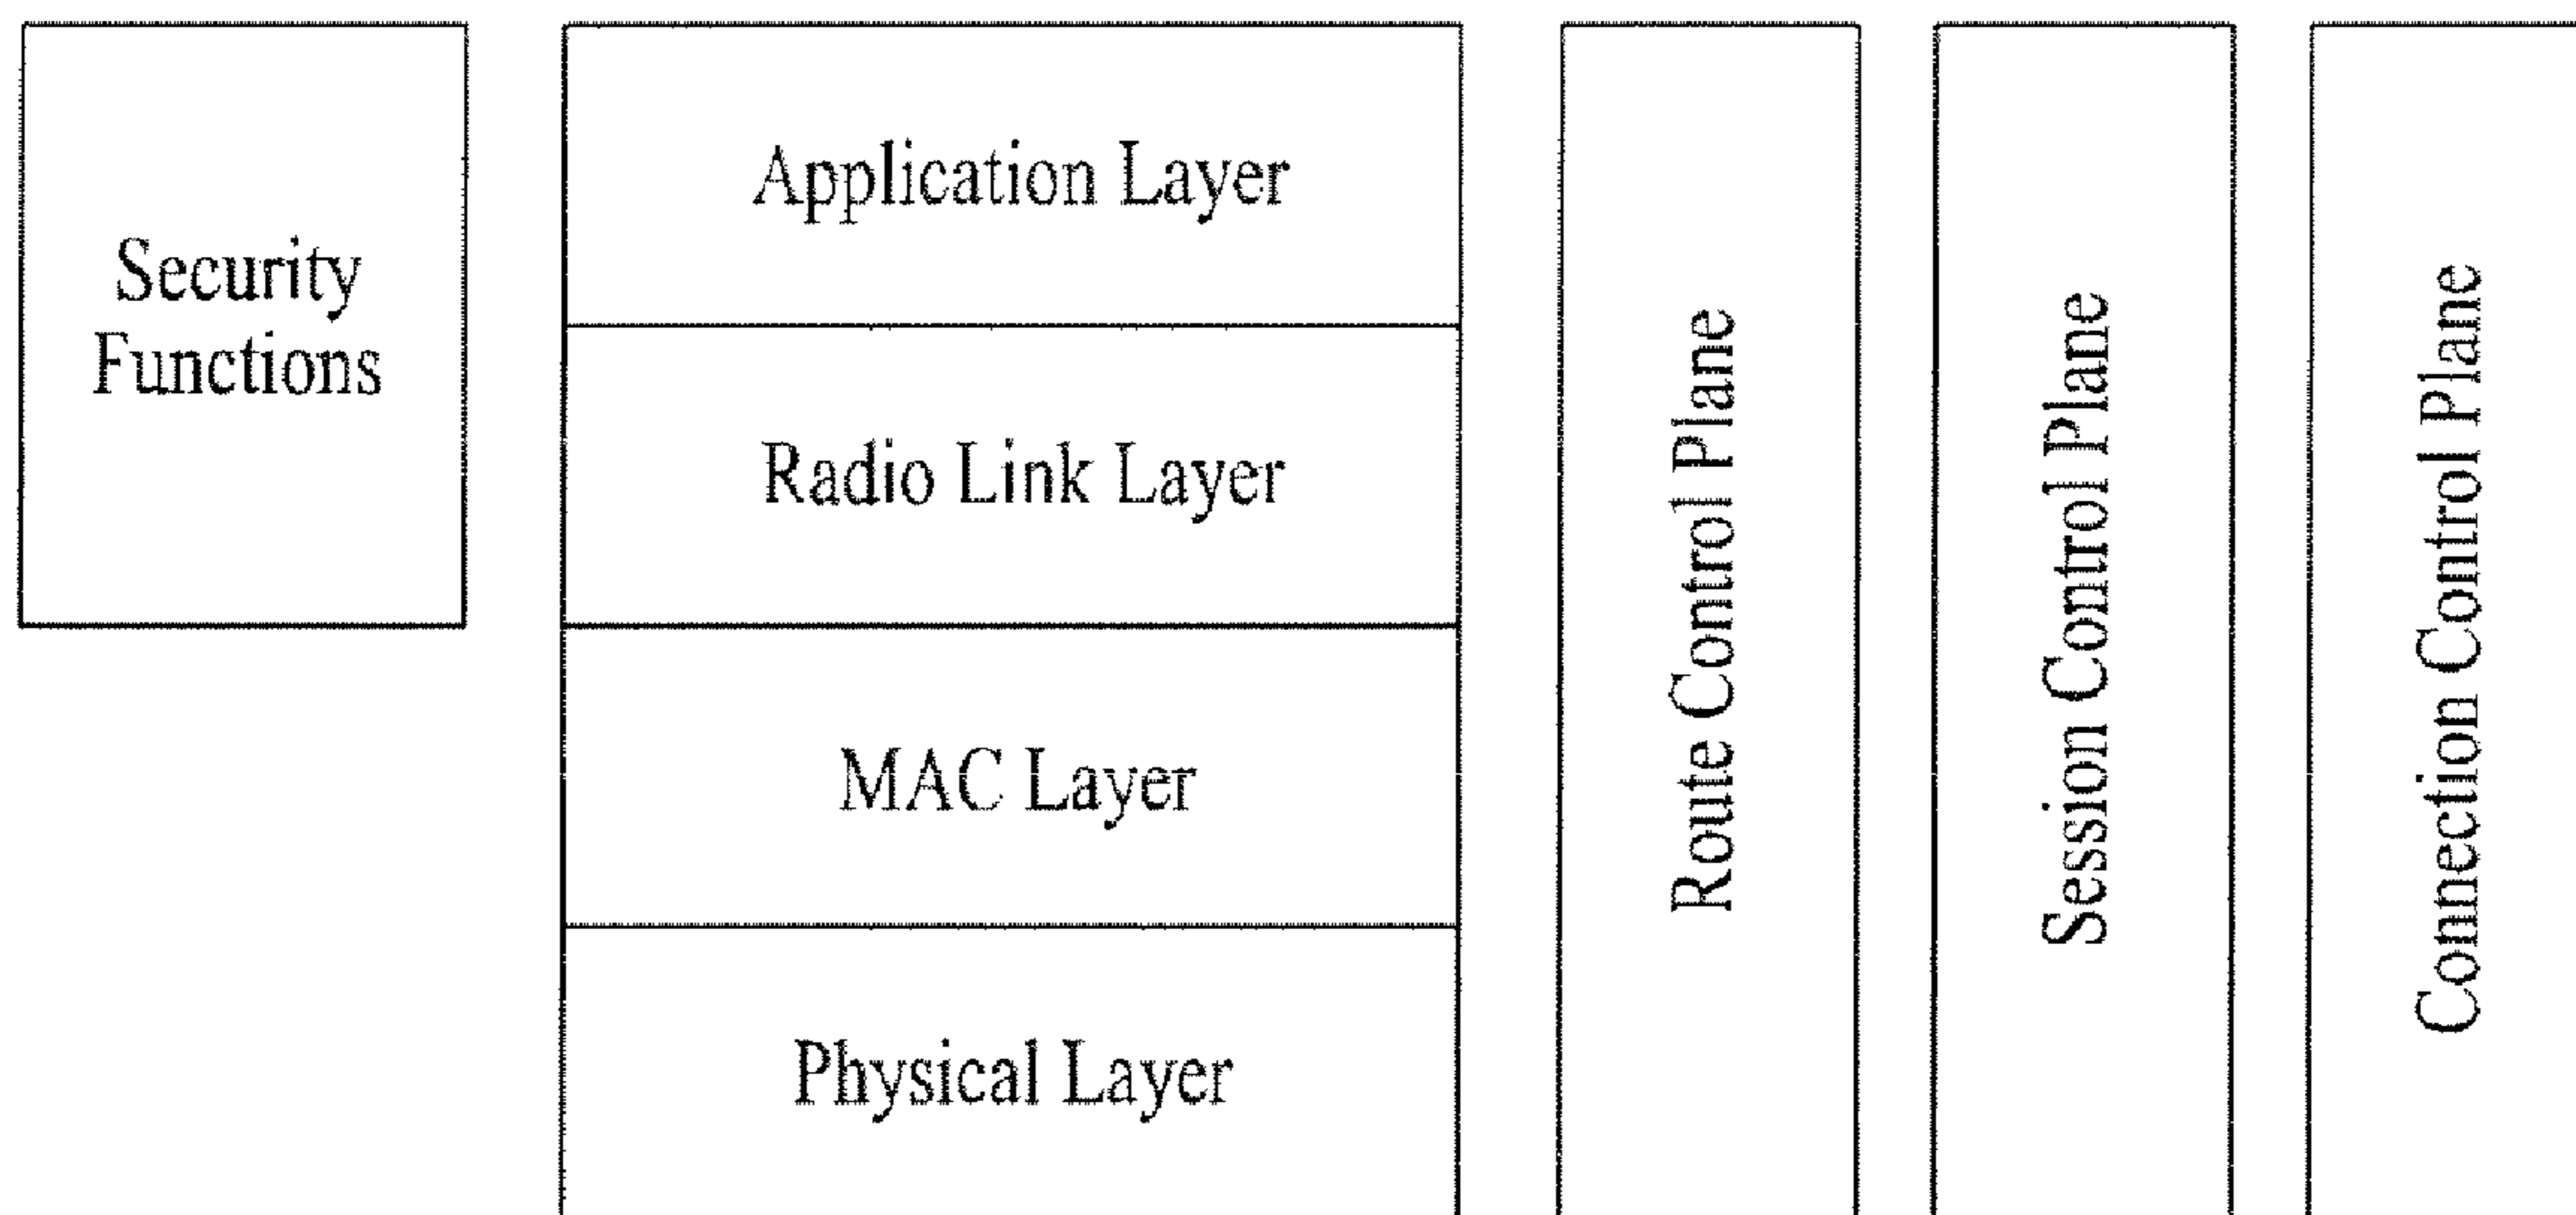 Security
Functions
Application Layer
Radio Link Layer
MAC Layer
Physical Layer
Route Control Plane
Session Control Plane
Connection Control Plane